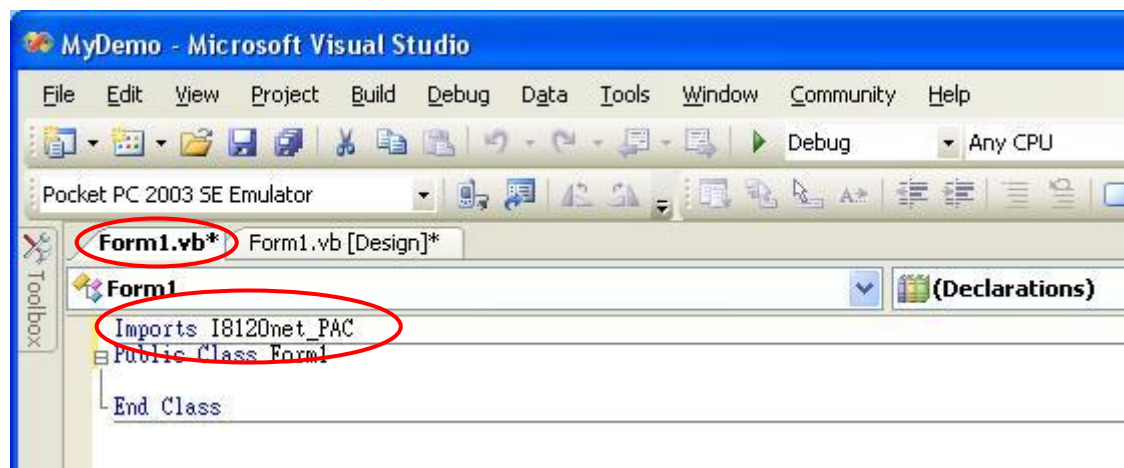 MyDemo - Microsoft Visual Studio
File Edit View Project Build Debug Data Tools Window Community Help
Debug Any CPU
Pocket PC 2003 SE Emulator
Form1.vb* Form1.vb [Design]*
Toolbox
Form1 (Declarations)
Imports I8120net_PAC
Public Class Form1
End Class